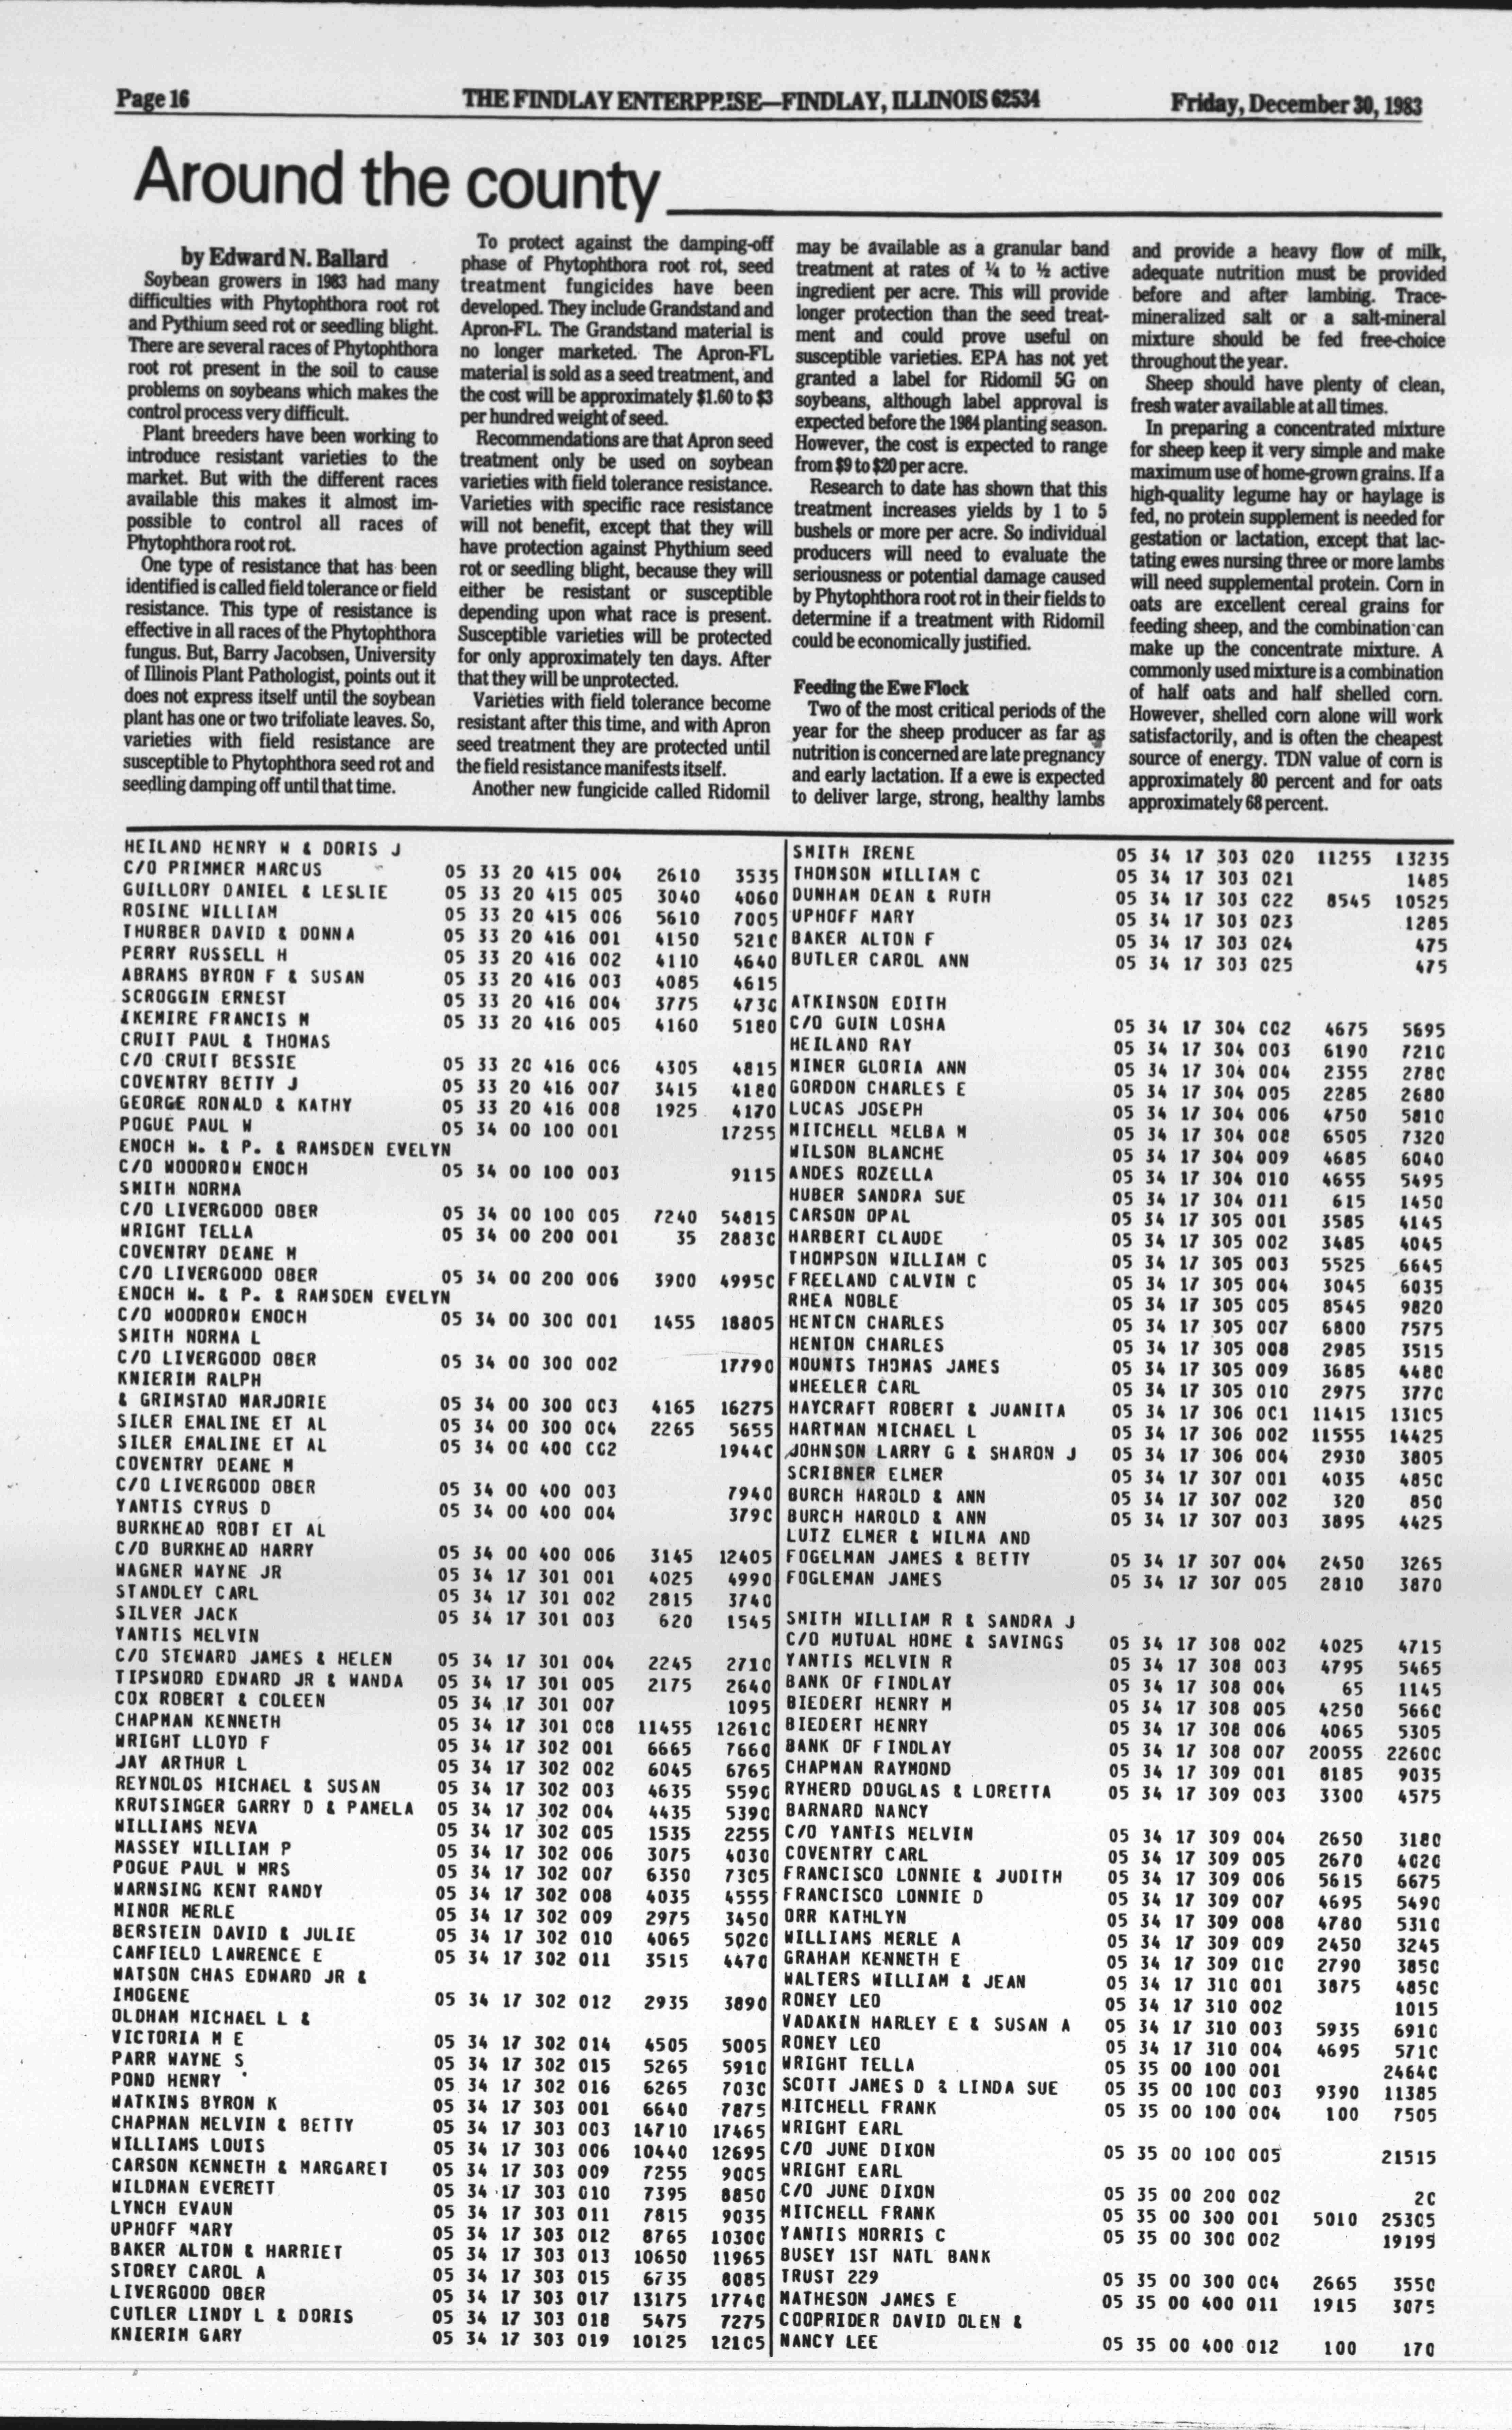 Page 16
THE FINDLAY ENTERPRISE—FINDLAY, ILLINOIS 62534
Friday, December 30, 1983
Around the county
by Edward N. Ballard
Soybean growers in 1983 had many
difficulties with Phytophthora root rot
and Pythium seed rot or seedling blight.
There are several races of Phytophthora
root rot present in the soil to cause
problems on soybeans which makes the
control process very difficult.
Plant breeders have been working to
introduce resistant varieties to the
market. But with the different races
available this makes it almost im-
possible to control all races of
Phytophthora root rot.
One type of resistance that has been
identified is called field tolerance or field
resistance. This type of resistance is
effective in all races of the Phytophthora
fungus. But, Barry Jacobsen, University
of Illinois Plant Pathologist, points out it
does not express itself until the soybean
plant has one or two trifoliate leaves. So,
varieties with field resistance are
susceptible to Phytophthora seed rot and
seedling damping off until that time.
To protect against the damping-off
phase of Phytophthora root rot, seed
treatment fungicides have been
developed. They include Grandstand and
Apron-FL. The Grandstand material is
no longer marketed. The Apron-FL
material is sold as a seed treatment, and
the cost will be approximately $1.60 to $3
per hundred weight of seed.
Recommendations are that Apron seed
treatment only be used on soybean
varieties with field tolerance resistance.
Varieties with specific race resistance
will not benefit, except that they will
have protection against Phythium seed
rot or seedling blight, because they will
either be resistant or susceptible
depending upon what race is present.
Susceptible varieties will be protected
for only approximately ten days. After
that they will be unprotected.
Varieties with field tolerance become
resistant after this time, and with Apron
seed treatment they are protected until
the field resistance manifests itself.
Another new fungicide called Ridomil
may be available as a granular band
treatment at rates of ¼ to ½ active
ingredient per acre. This will provide
longer protection than the seed treat-
ment and could prove useful on
susceptible varieties. EPA has not yet
granted a label for Ridomil 5G on
soybeans, although label approval is
expected before the 1984 planting season.
However, the cost is expected to range
from $9 to $20 per acre.
Research to date has shown that this
treatment increases yields by 1 to 5
bushels or more per acre. So individual
producers will need to evaluate the
seriousness or potential damage caused
by Phytophthora root rot in their fields to
determine if a treatment with Ridomil
could be economically justified.
Feeding the Ewe Flock
Two of the most critical periods of the
year for the sheep producer as far as
nutrition is concerned are late pregnancy
and early lactation. If a ewe is expected
to deliver large, strong, healthy lambs
and provide a heavy flow of milk,
adequate nutrition must be provided
before and after lambing. Trace-
mineralized salt or a salt-mineral
mixture should be fed free-choice
throughout the year.
Sheep should have plenty of clean,
fresh water available at all times.
In preparing a concentrated mixture
for sheep keep it very simple and make
maximum use of home-grown grains. If a
high-quality legume hay or haylage is
fed, no protein supplement is needed for
gestation or lactation, except that lac-
tating ewes nursing three or more lambs
will need supplemental protein. Corn in
oats are excellent cereal grains for
feeding sheep, and the combination can
make up the concentrate mixture. A
commonly used mixture is a combination
of half oats and half shelled corn.
However, shelled corn alone will work
satisfactorily, and is often the cheapest
source of energy. TDN value of corn is
approximately 80 percent and for oats
approximately 68 percent.
HEILAND HENRY W & DORIS J
C/O PRIMMER MARCUS 05 33 20 415 004 2610 3535
GUILLORY DANIEL & LESLIE 05 33 20 415 005 3040 4060
ROSINE WILLIAM 05 33 20 415 006 5610 7005
THURBER DAVID & DONNA 05 33 20 416 001 4150 5210
PERRY RUSSELL H 05 33 20 416 002 4110 4640
ABRAMS BYRON F & SUSAN 05 33 20 416 003 4085 4615
SCROGGIN ERNEST 05 33 20 416 004 3775 4730
IKEMIRE FRANCIS M 05 33 20 416 005 4160 5180
CRUIT PAUL & THOMAS
C/O CRUIT BESSIE 05 33 20 416 006 4305 4815
COVENTRY BETTY J 05 33 20 416 007 3415 4180
GEORGE RONALD & KATHY 05 33 20 416 008 1925 4170
POGUE PAUL W 05 34 00 100 001 17255
ENOCH W. & P. & RAMSDEN EVELYN
C/O WOODROW ENOCH 05 34 00 100 003 9115
SMITH NORMA
C/O LIVERGOOD OBER 05 34 00 100 005 7240 54815
WRIGHT TELLA 05 34 00 200 001 35 28830
COVENTRY DEANE M
C/O LIVERGOOD OBER 05 34 00 200 006 3900 49950
ENOCH W. & P. & RAMSDEN EVELYN
C/O WOODROW ENOCH 05 34 00 300 001 1455 18805
SMITH NORMA L
C/O LIVERGOOD OBER 05 34 00 300 002 17790
KNIERIM RALPH
& GRIMSTAD MARJORIE 05 34 00 300 003 4165 16275
SILER EMALINE ET AL 05 34 00 300 004 2265 5655
SILER EMALINE ET AL 05 34 00 400 002 19440
COVENTRY DEANE M
C/O LIVERGOOD OBER 05 34 00 400 003 7940
YANTIS CYRUS D 05 34 00 400 004 3790
BURKHEAD ROBT ET AL
C/O BURKHEAD HARRY 05 34 00 400 006 3145 12405
WAGNER WAYNE JR 05 34 17 301 001 4025 4990
STANDLEY CARL 05 34 17 301 002 2815 3740
SILVER JACK 05 34 17 301 003 620 1545
YANTIS MELVIN
C/O STEWARD JAMES & HELEN 05 34 17 301 004 2245 2710
TIPSWORD EDWARD JR & WANDA 05 34 17 301 005 2175 2640
COX ROBERT & COLEEN 05 34 17 301 007 1095
CHAPMAN KENNETH 05 34 17 301 008 11455 12610
WRIGHT LLOYD F 05 34 17 302 001 6665 7660
JAY ARTHUR L 05 34 17 302 002 6045 6765
REYNOLDS MICHAEL & SUSAN 05 34 17 302 003 4635 5590
KRUTSINGER GARRY D & PAMELA 05 34 17 302 004 4435 5390
WILLIAMS NEVA 05 34 17 302 005 1535 2255
MASSEY WILLIAM P 05 34 17 302 006 3075 4030
POGUE PAUL W MRS 05 34 17 302 007 6350 7305
WARNSING KENT RANDY 05 34 17 302 008 4035 4555
MINOR MERLE 05 34 17 302 009 2975 3450
BERSTEIN DAVID & JULIE 05 34 17 302 010 4065 5020
CAMFIELD LAWRENCE E 05 34 17 302 011 3515 4470
WATSON CHAS EDWARD JR &
IMOGENE 05 34 17 302 012 2935 3890
OLDHAM MICHAEL L &
VICTORIA M E 05 34 17 302 014 4505 5005
PARR WAYNE S 05 34 17 302 015 5265 5910
POND HENRY 05 34 17 302 016 6265 7030
WATKINS BYRON K 05 34 17 303 001 6640 7875
CHAPMAN MELVIN & BETTY 05 34 17 303 003 14710 17465
WILLIAMS LOUIS 05 34 17 303 006 10440 12695
CARSON KENNETH & MARGARET 05 34 17 303 009 7255 9005
WILDMAN EVERETT 05 34 17 303 010 7395 8850
LYNCH EVAUN 05 34 17 303 011 7815 9035
UPHOFF MARY 05 34 17 303 012 8765 10300
BAKER ALTON & HARRIET 05 34 17 303 013 10650 11965
STOREY CAROL A 05 34 17 303 015 6735 8085
LIVERGOOD OBER 05 34 17 303 017 13175 17740
CUTLER LINDY L & DORIS 05 34 17 303 018 5475 7275
KNIERIM GARY 05 34 17 303 019 10125 12105
SMITH IRENE 05 34 17 303 020 11255 13235
THOMSON WILLIAM C 05 34 17 303 021 1485
DUNHAM DEAN & RUTH 05 34 17 303 022 8545 10525
UPHOFF MARY 05 34 17 303 023 1285
BAKER ALTON F 05 34 17 303 024 475
BUTLER CAROL ANN 05 34 17 303 025 475
ATKINSON EDITH
C/O GUIN LOSHA 05 34 17 304 002 4675 5695
HEILAND RAY 05 34 17 304 003 6190 7210
MINER GLORIA ANN 05 34 17 304 004 2355 2780
GORDON CHARLES E 05 34 17 304 005 2285 2680
LUCAS JOSEPH 05 34 17 304 006 4750 5810
MITCHELL MELBA M 05 34 17 304 008 6505 7320
WILSON BLANCHE 05 34 17 304 009 4685 6040
ANDES ROZELLA 05 34 17 304 010 4655 5495
HUBER SANDRA SUE 05 34 17 304 011 615 1450
CARSON OPAL 05 34 17 305 001 3585 4145
HARBERT CLAUDE 05 34 17 305 002 3485 4045
THOMPSON WILLIAM C 05 34 17 305 003 5525 6645
FREELAND CALVIN C 05 34 17 305 004 3045 6035
RHEA NOBLE 05 34 17 305 005 8545 9820
HENTON CHARLES 05 34 17 305 007 6800 7575
HENTON CHARLES 05 34 17 305 008 2985 3515
MOUNTS THOMAS JAMES 05 34 17 305 009 3685 4480
WHEELER CARL 05 34 17 305 010 2975 3770
HAYCRAFT ROBERT & JUANITA 05 34 17 306 001 11415 13105
HARTMAN MICHAEL L 05 34 17 306 002 11555 14425
JOHNSON LARRY G & SHARON J 05 34 17 306 004 2930 3805
SCRIBNER ELMER 05 34 17 307 001 4035 4850
BURCH HAROLD & ANN 05 34 17 307 002 320 850
BURCH HAROLD & ANN 05 34 17 307 003 3895 4425
LUTZ ELMER & WILMA AND
FOGELMAN JAMES & BETTY 05 34 17 307 004 2450 3265
FOGLEMAN JAMES 05 34 17 307 005 2810 3870
SMITH WILLIAM R & SANDRA J
C/O MUTUAL HOME & SAVINGS 05 34 17 308 002 4025 4715
YANTIS MELVIN R 05 34 17 308 003 4795 5465
BANK OF FINDLAY 05 34 17 308 004 65 1145
BIEDERT HENRY M 05 34 17 308 005 4250 5660
BIEDERT HENRY 05 34 17 308 006 4065 5305
BANK OF FINDLAY 05 34 17 308 007 20055 22600
CHAPMAN RAYMOND 05 34 17 309 001 8185 9035
RYHERD DOUGLAS & LORETTA 05 34 17 309 003 3300 4575
BARNARD NANCY
C/O YANTIS MELVIN 05 34 17 309 004 2650 3180
COVENTRY CARL 05 34 17 309 005 2670 4020
FRANCISCO LONNIE & JUDITH 05 34 17 309 006 5615 6675
FRANCISCO LONNIE D 05 34 17 309 007 4695 5490
ORR KATHLYN 05 34 17 309 008 4780 5310
WILLIAMS MERLE A 05 34 17 309 009 2450 3245
GRAHAM KENNETH E 05 34 17 309 010 2790 3850
WALTERS WILLIAM & JEAN 05 34 17 310 001 3875 4850
RONEY LEO 05 34 17 310 002 1015
VADAKIN HARLEY E & SUSAN A 05 34 17 310 003 5935 6910
RONEY LEO 05 34 17 310 004 4695 5710
WRIGHT TELLA 05 35 00 100 001 24640
SCOTT JAMES D & LINDA SUE 05 35 00 100 003 9390 11385
MITCHELL FRANK 05 35 00 100 004 100 7505
WRIGHT EARL
C/O JUNE DIXON 05 35 00 100 005 21515
WRIGHT EARL
C/O JUNE DIXON 05 35 00 200 002 20
MITCHELL FRANK 05 35 00 300 001 5010 25305
YANTIS MORRIS C 05 35 00 300 002 19195
BUSEY 1ST NATL BANK
TRUST 229 05 35 00 300 004 2665 3550
MATHESON JAMES E 05 35 00 400 011 1915 3075
COOPRIDER DAVID OLEN &
NANCY LEE 05 35 00 400 012 100 170